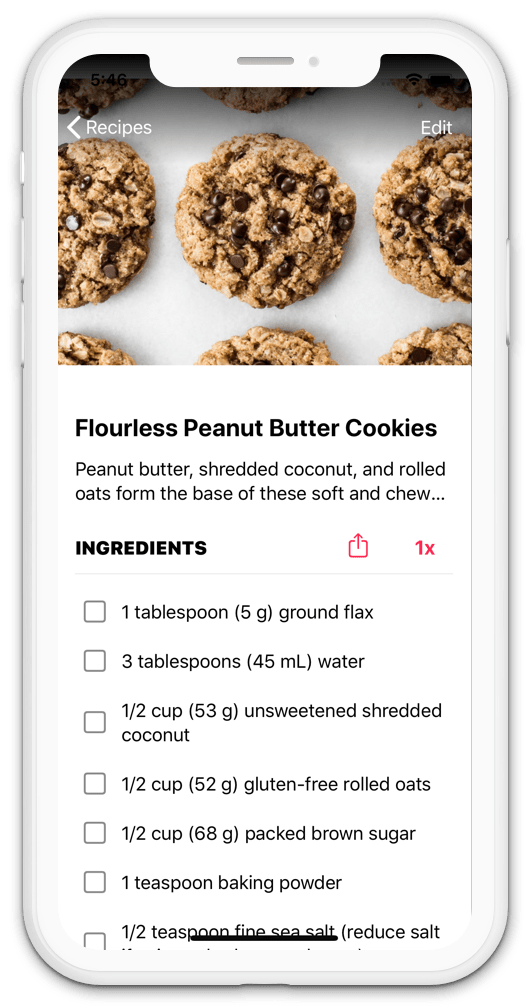 5:46
Recipes
Edit
Flourless Peanut Butter Cookies
Peanut butter, shredded coconut, and rolled
oats form the base of these soft and chew...
INGREDIENTS
1x
1 tablespoon (5 g) ground flax
3 tablespoons (45 mL) water
1/2 cup (53 g) unsweetened shredded
coconut
1/2 cup (52 g) gluten-free rolled oats
1/2 cup (68 g) packed brown sugar
1 teaspoon baking powder
1/2 teaspoon fine sea salt (reduce salt